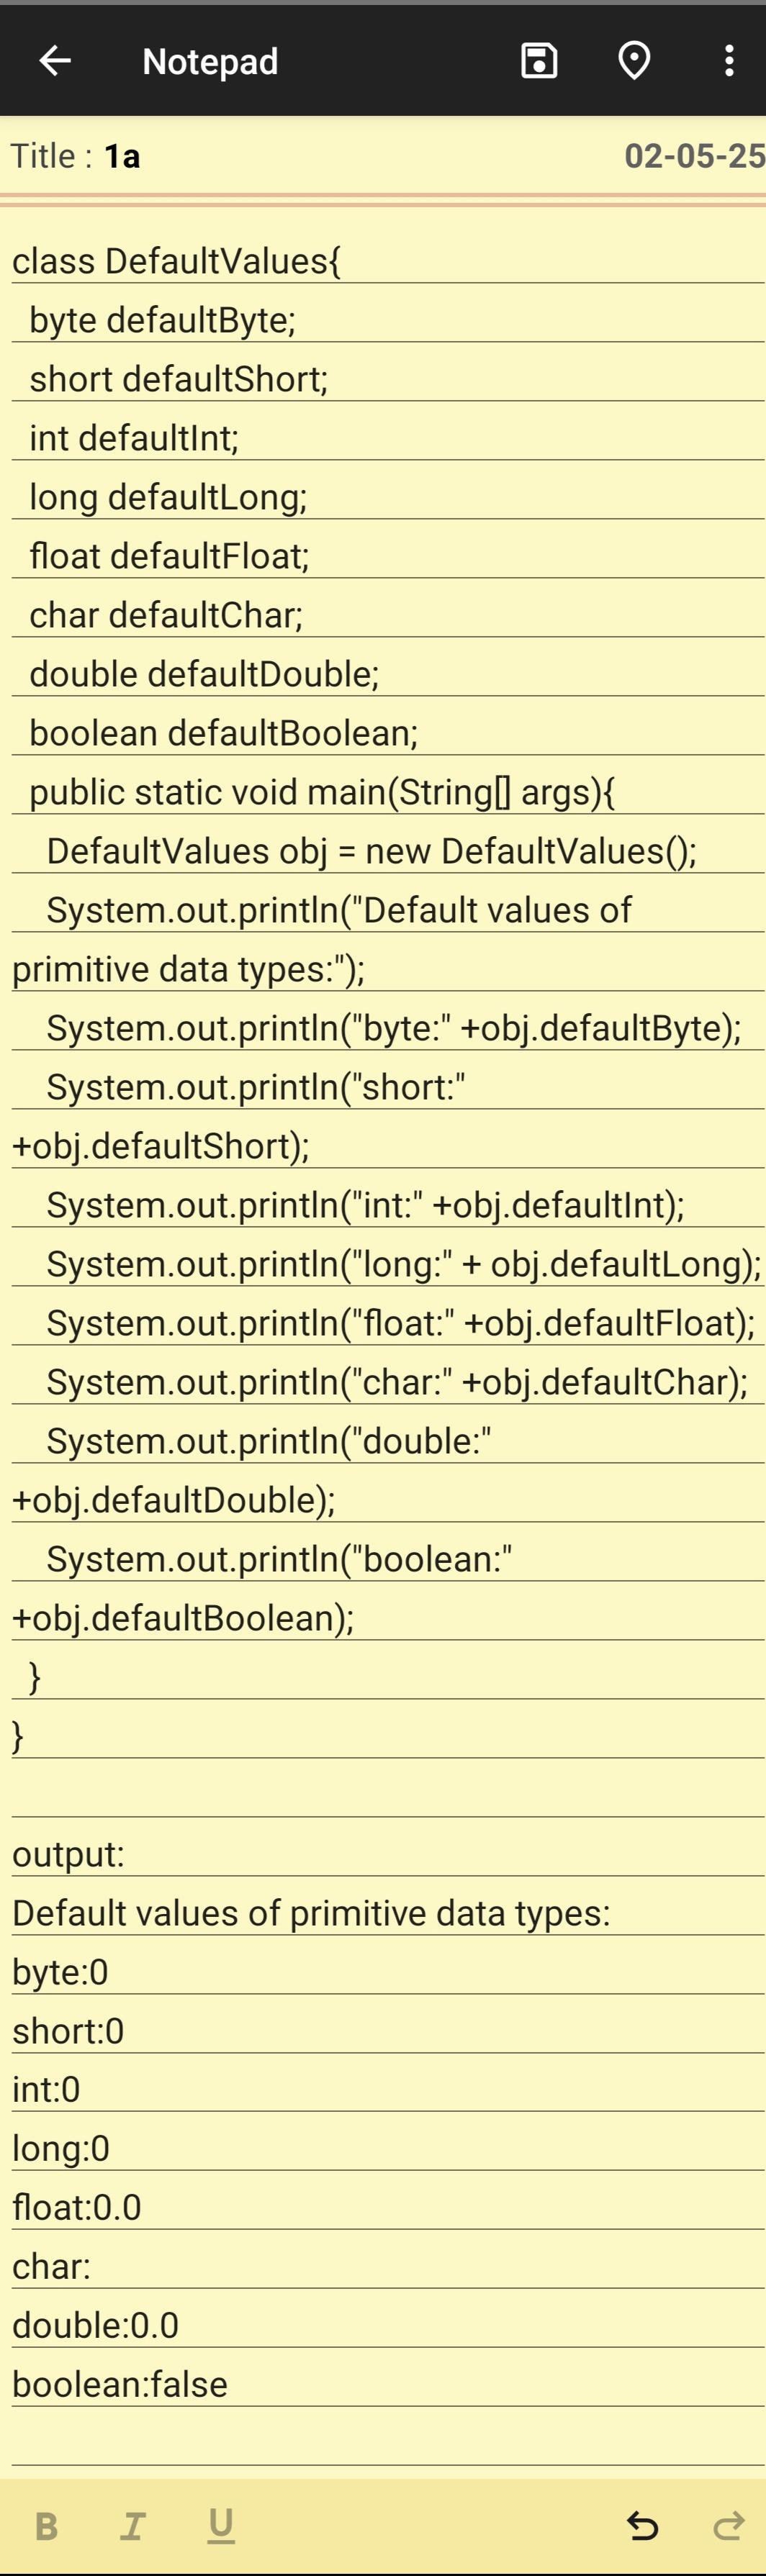 Notepad
Title : 1a 02-05-25
class DefaultValues{
  byte defaultByte;
  short defaultShort;
  int defaultInt;
  long defaultLong;
  float defaultFloat;
  char defaultChar;
  double defaultDouble;
  boolean defaultBoolean;
  public static void main(String[] args){
    DefaultValues obj = new DefaultValues();
    System.out.println("Default values of
primitive data types:");
    System.out.println("byte:" +obj.defaultByte);
    System.out.println("short:"
+obj.defaultShort);
    System.out.println("int:" +obj.defaultInt);
    System.out.println("long:" + obj.defaultLong);
    System.out.println("float:" +obj.defaultFloat);
    System.out.println("char:" +obj.defaultChar);
    System.out.println("double:"
+obj.defaultDouble);
    System.out.println("boolean:"
+obj.defaultBoolean);
  }
}
output:
Default values of primitive data types:
byte:0
short:0
int:0
long:0
float:0.0
char:
double:0.0
boolean:false
B I U